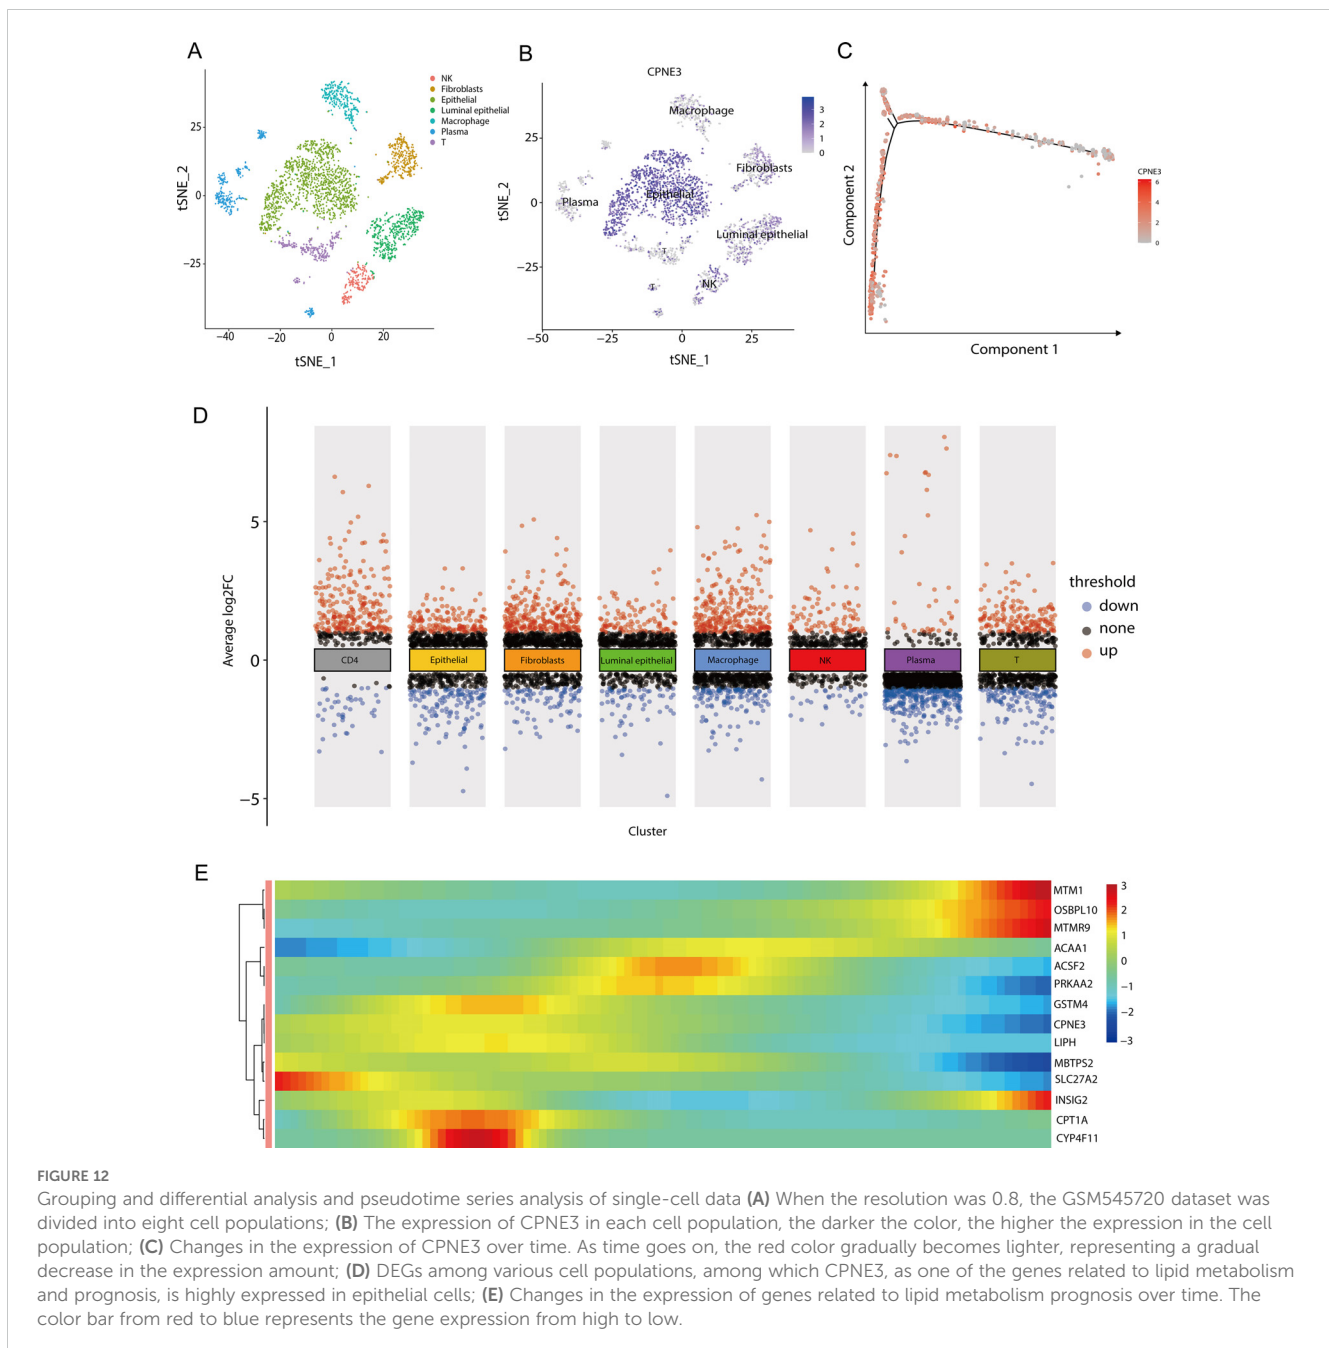 A
NK
Fibroblasts
Epithelial
Luminal epithelial
Macrophage
Plasma
T
25
0
−25
tSNE_2
−40
−20
0
20
tSNE_1
B
CPNE3
Macrophage
Fibroblasts
Epithelial
Plasma
Luminal epithelial
T
NK
T
3
2
1
0
25
0
−25
−50
tSNE_2
−50
−25
0
25
tSNE_1
C
Component 2
Component 1
CPNE3
6
4
2
0
D
5
0
−5
Average log2FC
CD4
Epithelial
Fibroblasts
Luminal epithelial
Macrophage
NK
Plasma
T
Cluster
threshold
down
none
up
E
MTM1
OSBPL10
MTMR9
ACAA1
ACSF2
PRKAA2
GSTM4
CPNE3
LIPH
MBTPS2
SLC27A2
INSIG2
CPT1A
CYP4F11
3
2
1
0
−1
−2
−3
FIGURE 12
Grouping and differential analysis and pseudotime series analysis of single-cell data (A) When the resolution was 0.8, the GSM545720 dataset was
divided into eight cell populations; (B) The expression of CPNE3 in each cell population, the darker the color, the higher the expression in the cell
population; (C) Changes in the expression of CPNE3 over time. As time goes on, the red color gradually becomes lighter, representing a gradual
decrease in the expression amount; (D) DEGs among various cell populations, among which CPNE3, as one of the genes related to lipid metabolism
and prognosis, is highly expressed in epithelial cells; (E) Changes in the expression of genes related to lipid metabolism prognosis over time. The
color bar from red to blue represents the gene expression from high to low.